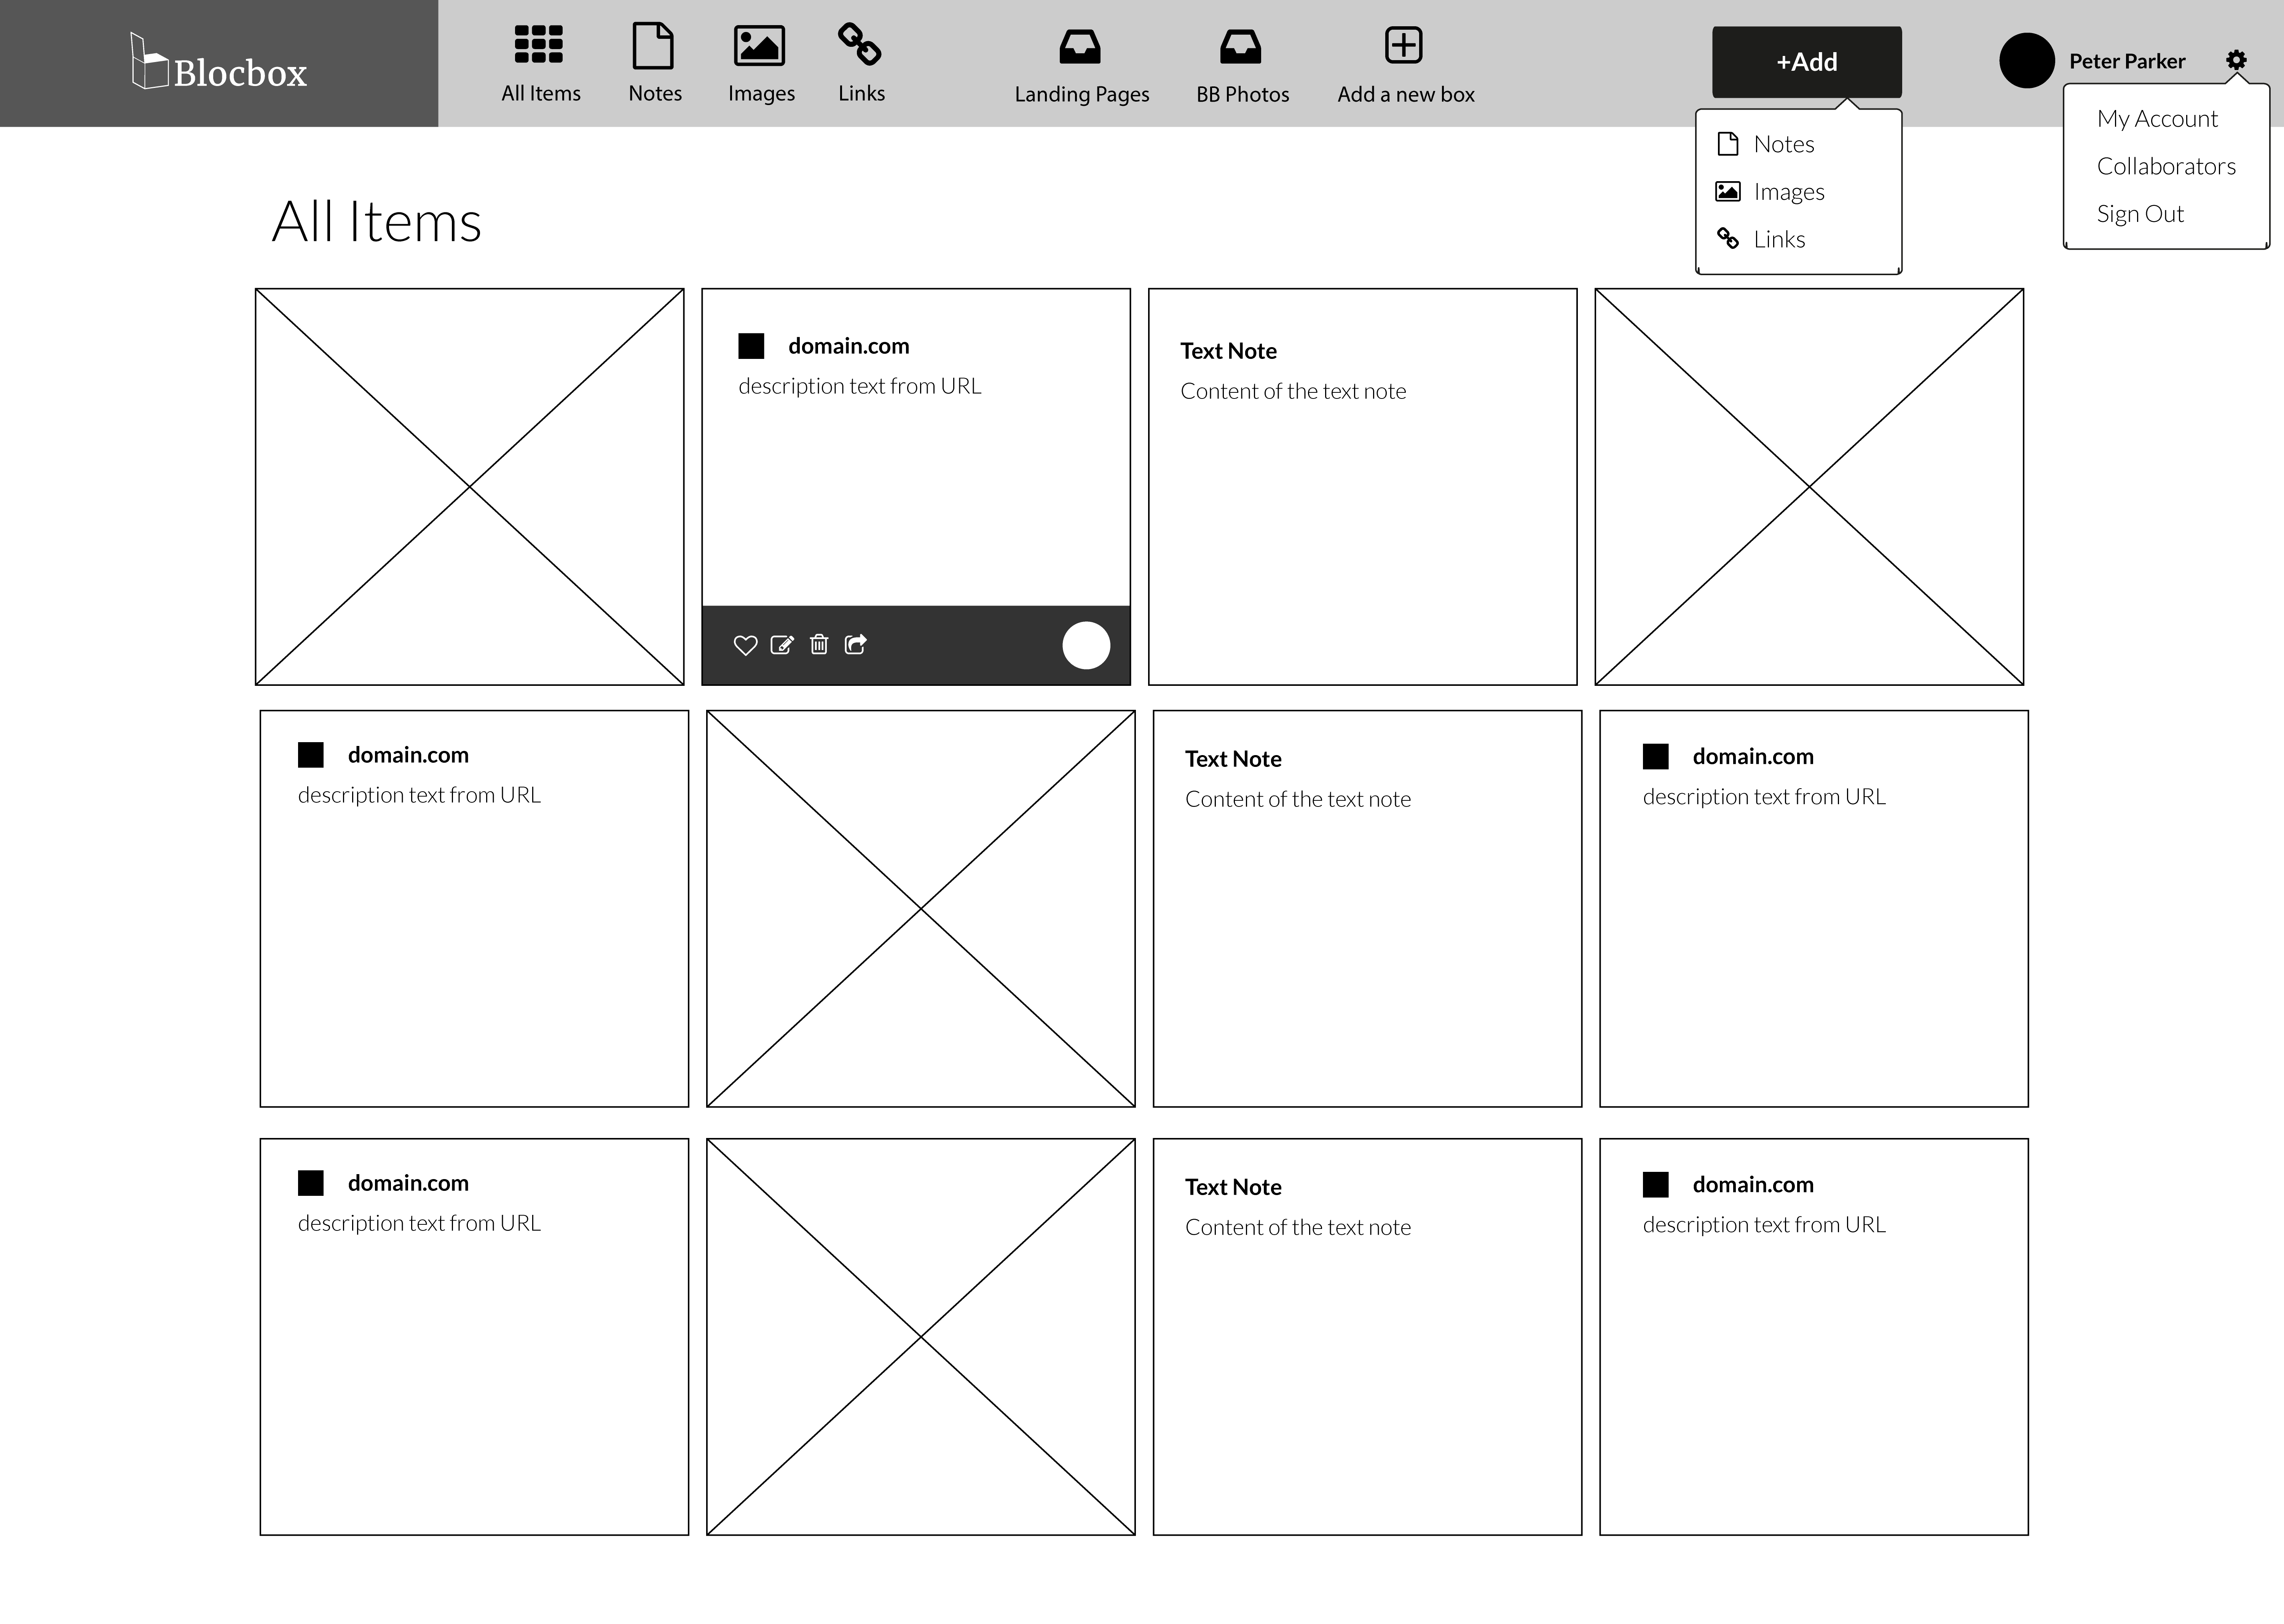 Blocbox
All Items
Notes
Images
Links
Landing Pages
BB Photos
Add a new box
+Add
Peter Parker
Notes
Images
Links
My Account
Collaborators
Sign Out
All Items
domain.com
description text from URL
Text Note
Content of the text note
domain.com
description text from URL
Text Note
Content of the text note
domain.com
description text from URL
domain.com
description text from URL
Text Note
Content of the text note
domain.com
description text from URL